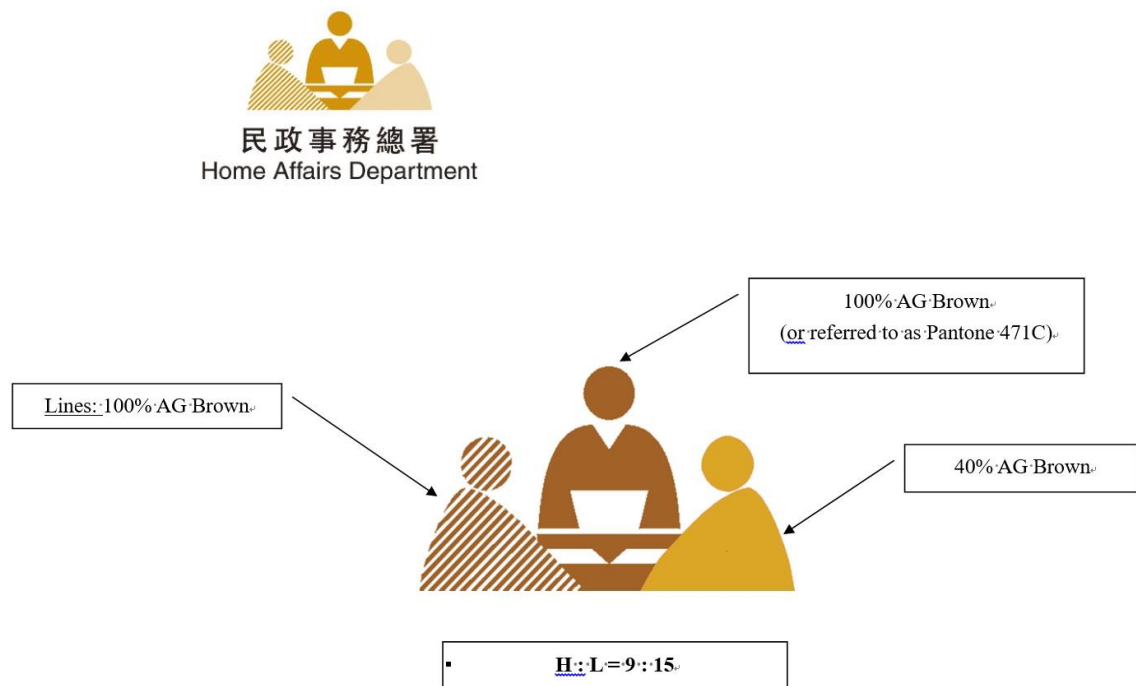 民政事務總署
Home Affairs Department
100% AG Brown
(or referred to as Pantone 471C)
Lines: 100% AG Brown
40% AG Brown
H : L = 9 : 15